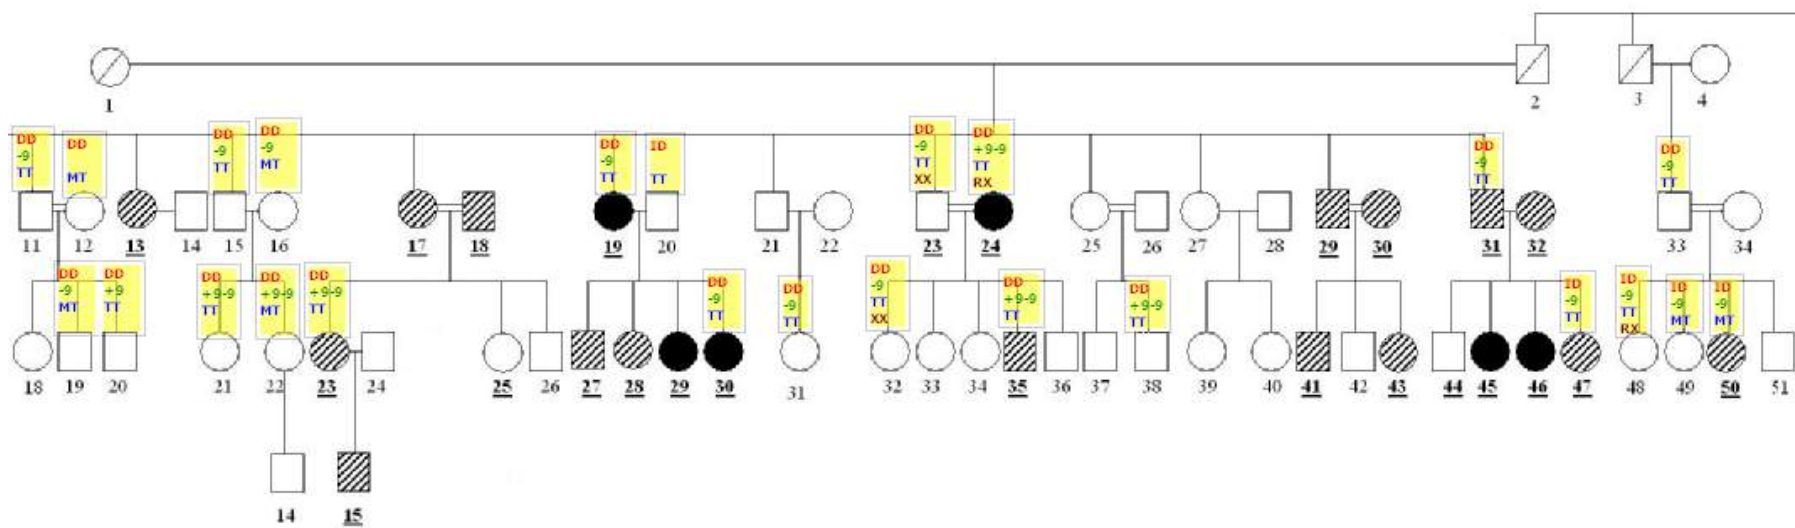 1
2
3
4
DD
-9
TT
DD
MT
DD
-9
TT
DD
-9
MT
DD
-9
TT
ID
TT
DD
-9
TT
XX
DD
+9-9
TT
RX
DD
-9
TT
DD
-9
TT
11
12
13
14
15
16
17
18
19
20
21
22
23
24
25
26
27
28
29
30
31
32
33
34
DD
-9
MT
DD
+9
TT
DD
+9-9
TT
DD
+9-9
MT
DD
+9-9
TT
DD
-9
TT
DD
-9
TT
DD
-9
TT
XX
DD
+9-9
TT
DD
+9-9
TT
ID
-9
TT
ID
-9
TT
RX
ID
-9
MT
ID
-9
MT
18
19
20
21
22
23
24
25
26
27
28
29
30
31
32
33
34
35
36
37
38
39
40
41
42
43
44
45
46
47
48
49
50
51
14
15